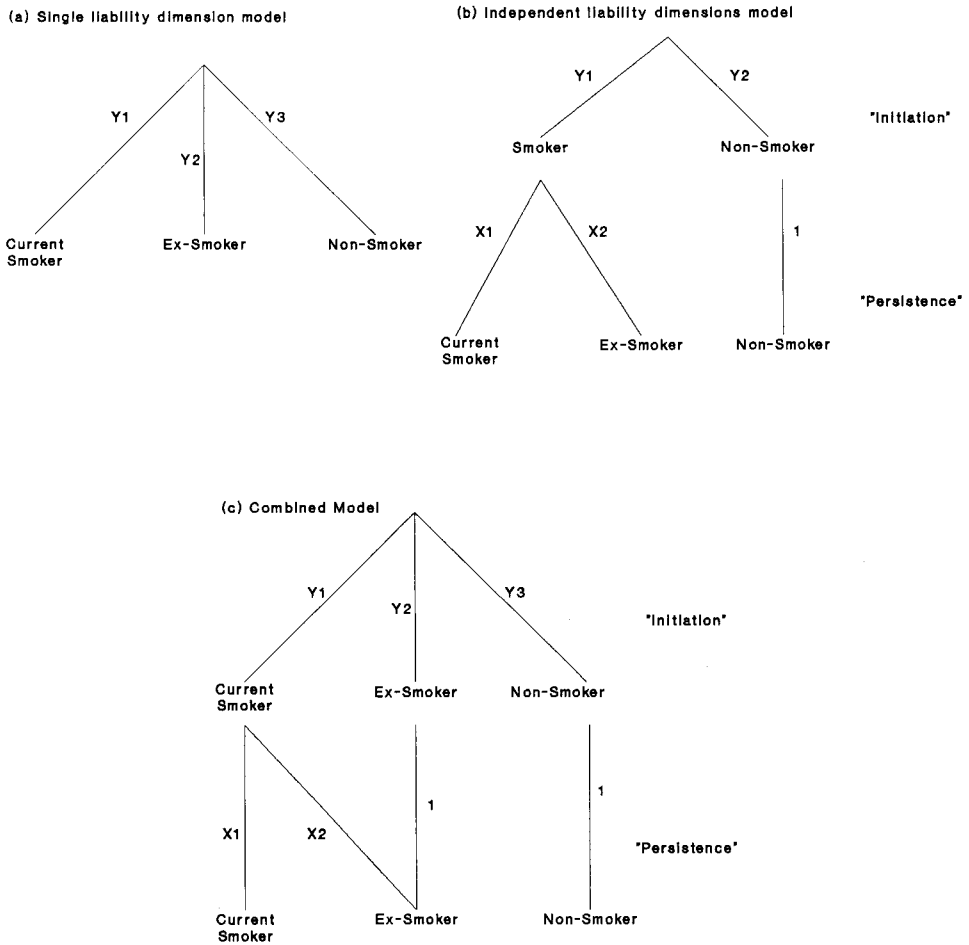 (a) Single liability dimension model
Y1
Y3
Y2
Current
Smoker
Ex-Smoker
Non-Smoker
(b) Independent liability dimensions model
Y1
Y2
"Initiation"
Smoker
Non-Smoker
X1
X2
1
"Persistence"
Current
Smoker
Ex-Smoker
Non-Smoker
(c) Combined Model
Y1
Y2
Y3
"Initiation"
Current
Smoker
Ex-Smoker
Non-Smoker
X1
X2
1
1
"Persistence"
Current
Smoker
Ex-Smoker
Non-Smoker